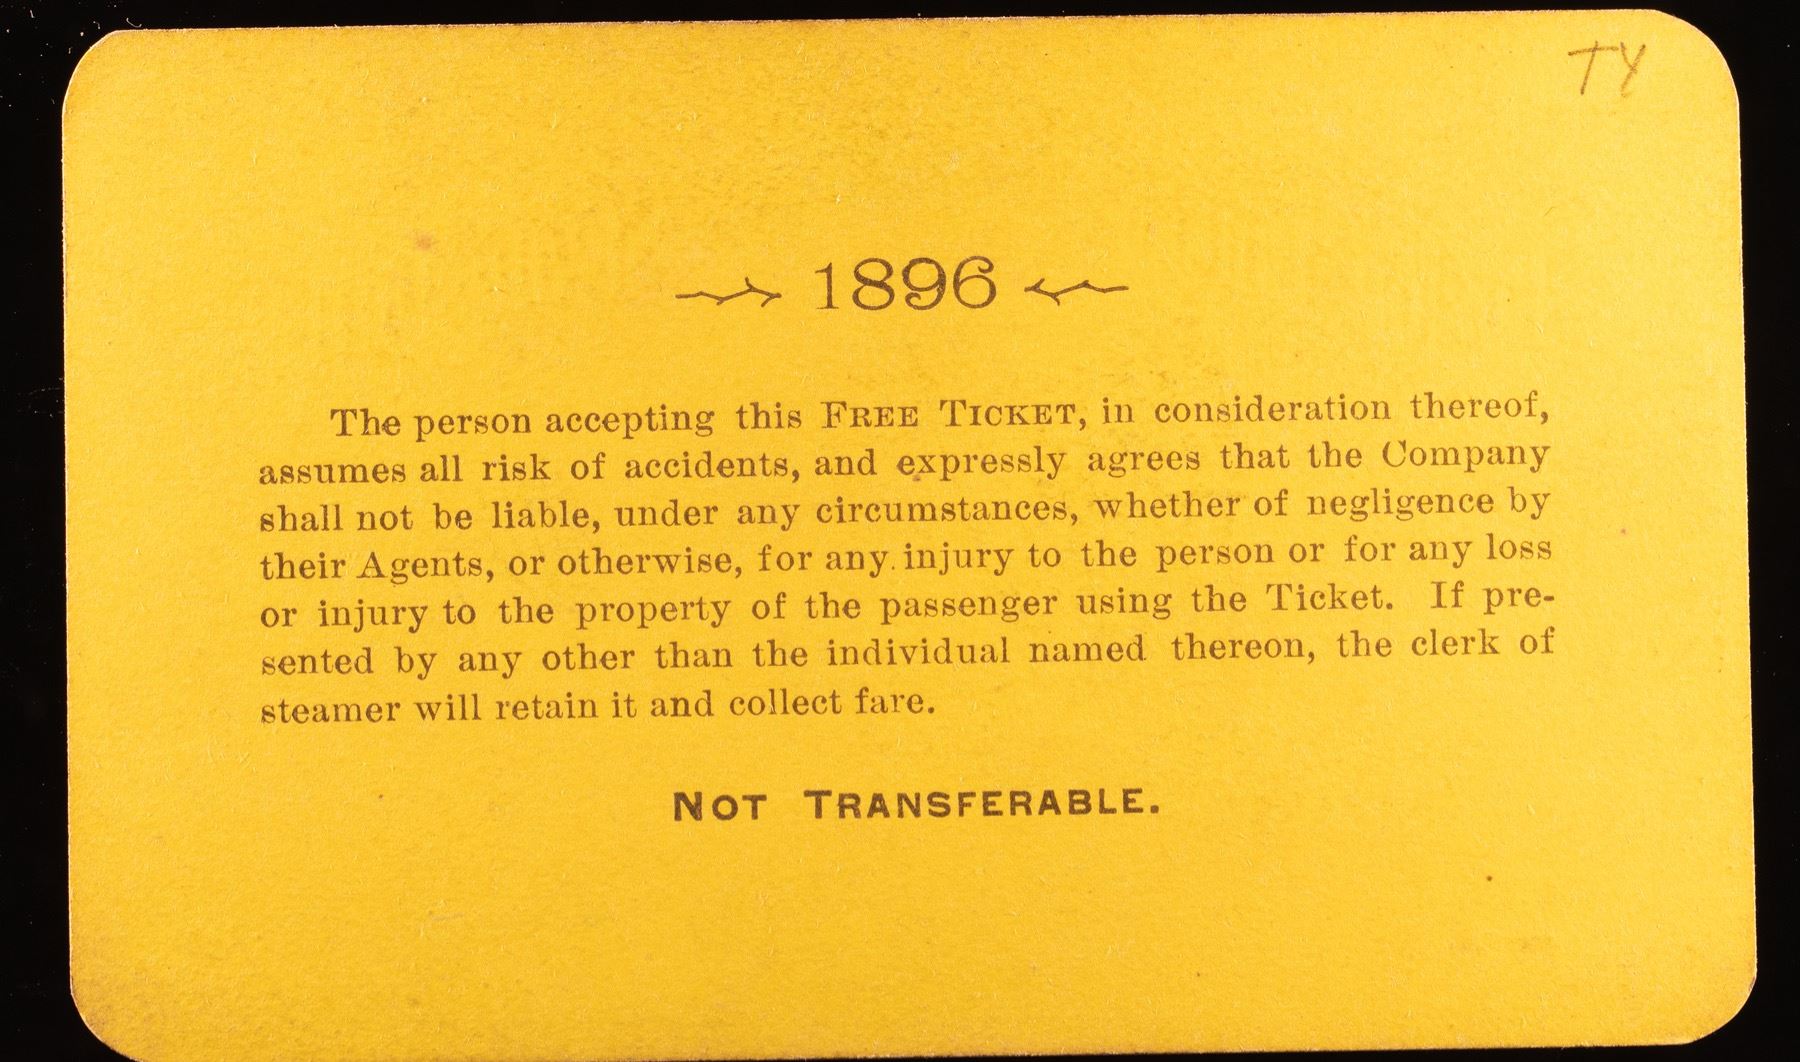 TY
1896
The person accepting this FREE TICKET, in consideration thereof,
assumes all risk of accidents, and expressly agrees that the Company
shall not be liable, under any circumstances, whether of negligence by
their Agents, or otherwise, for any injury to the person or for any loss
or injury to the property of the passenger using the Ticket. If pre-
sented by any other than the individual named thereon, the clerk of
steamer will retain it and collect fare.
NOT TRANSFERABLE.